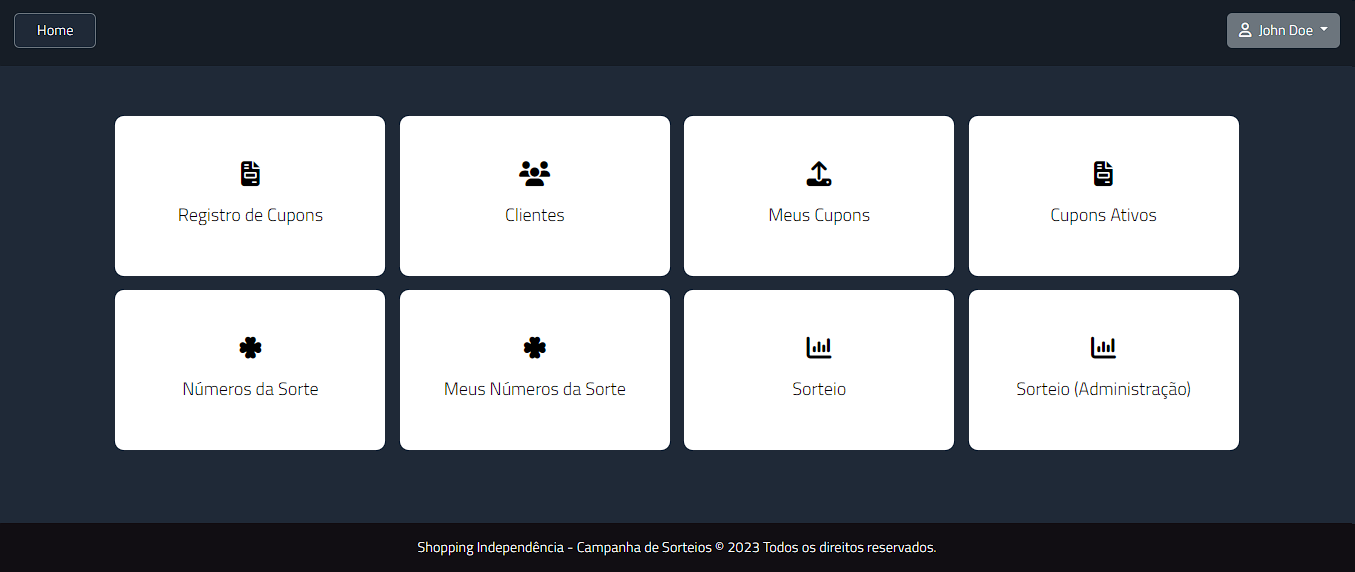 Home
John Doe
Registro de Cupons
Clientes
Meus Cupons
Cupons Ativos
Números da Sorte
Meus Números da Sorte
Sorteio
Sorteio (Administração)
Shopping Independência - Campanha de Sorteios © 2023 Todos os direitos reservados.